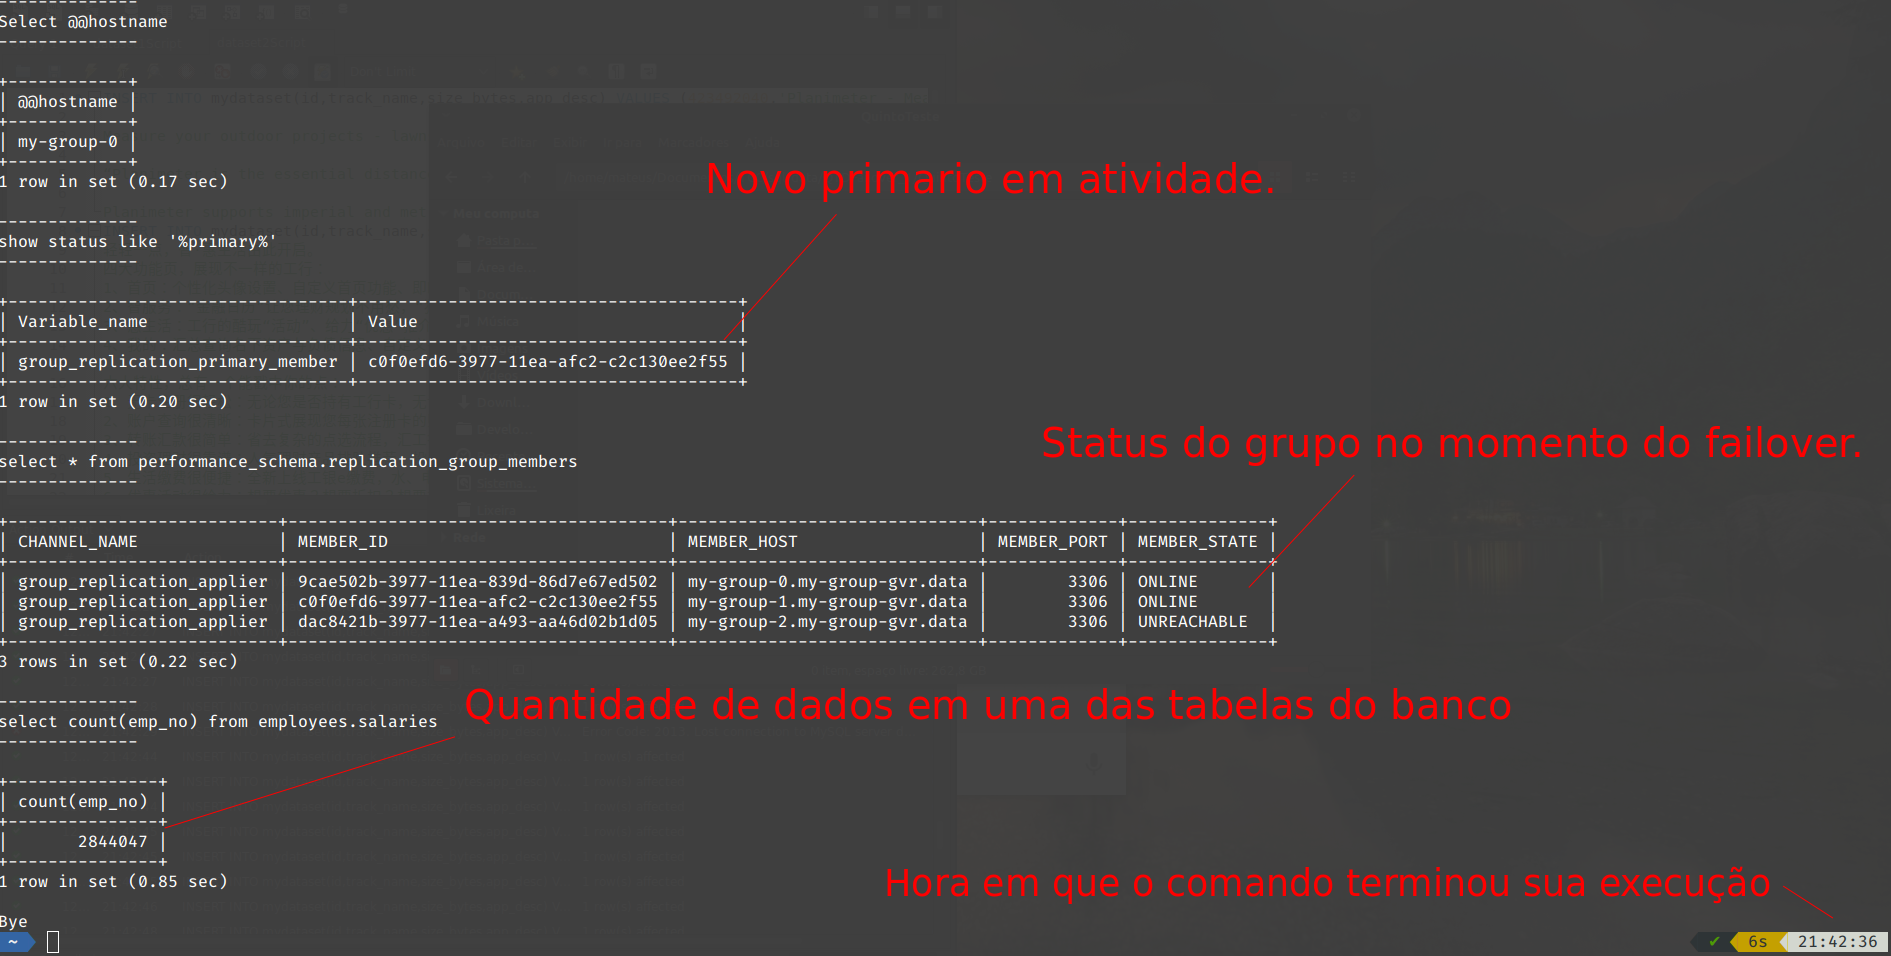 --------------
Select @@hostname
--------------
+------------+
| @@hostname |
+------------+
| my-group-0 |
+------------+
1 row in set (0.17 sec)
Novo primario em atividade.
--------------
show status like '%primary%'
--------------
+----------------------------------+--------------------------------------+
| Variable_name                    | Value                                |
+----------------------------------+--------------------------------------+
| group_replication_primary_member | c0f0efd6-3977-11ea-afc2-c2c130ee2f55 |
+----------------------------------+--------------------------------------+
1 row in set (0.20 sec)
Status do grupo no momento do failover.
--------------
select * from performance_schema.replication_group_members
--------------
+---------------------------+--------------------------------------+------------------------------+-------------+--------------+
| CHANNEL_NAME              | MEMBER_ID                            | MEMBER_HOST                  | MEMBER_PORT | MEMBER_STATE |
+---------------------------+--------------------------------------+------------------------------+-------------+--------------+
| group_replication_applier | 9cae502b-3977-11ea-839d-86d7e67ed502 | my-group-0.my-group-gvr.data |        3306 | ONLINE       |
| group_replication_applier | c0f0efd6-3977-11ea-afc2-c2c130ee2f55 | my-group-1.my-group-gvr.data |        3306 | ONLINE       |
| group_replication_applier | dac8421b-3977-11ea-a493-aa46d02b1d05 | my-group-2.my-group-gvr.data |        3306 | UNREACHABLE  |
+---------------------------+--------------------------------------+------------------------------+-------------+--------------+
3 rows in set (0.22 sec)
Quantidade de dados em uma das tabelas do banco
--------------
select count(emp_no) from employees.salaries
--------------
+---------------+
| count(emp_no) |
+---------------+
|       2844047 |
+---------------+
1 row in set (0.85 sec)
Hora em que o comando terminou sua execução
Bye
~ ✔ 6s 21:42:36